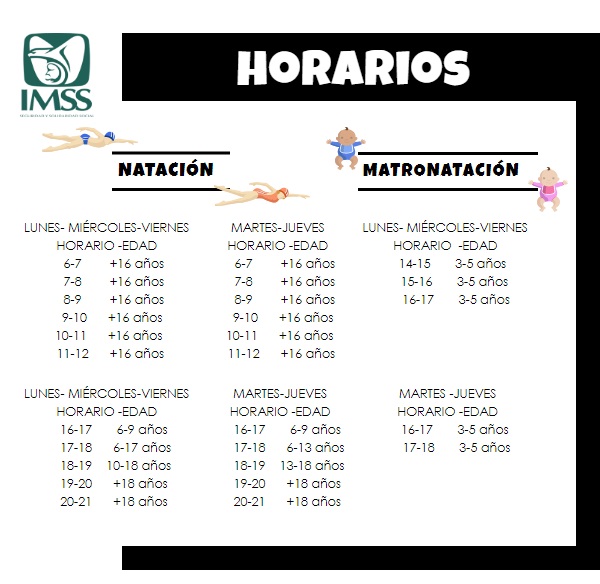 IMSS
SEGURIDAD Y SOLIDARIDAD SOCIAL
HORARIOS
NATACIÓN
LUNES- MIÉRCOLES-VIERNES
HORARIO -EDAD
6-7 +16 años
7-8 +16 años
8-9 +16 años
9-10 +16 años
10-11 +16 años
11-12 +16 años
MARTES-JUEVES
HORARIO -EDAD
6-7 +16 años
7-8 +16 años
8-9 +16 años
9-10 +16 años
10-11 +16 años
11-12 +16 años
LUNES- MIÉRCOLES-VIERNES
HORARIO -EDAD
16-17 6-9 años
17-18 6-17 años
18-19 10-18 años
19-20 +18 años
20-21 +18 años
MARTES-JUEVES
HORARIO -EDAD
16-17 6-9 años
17-18 6-13 años
18-19 13-18 años
19-20 +18 años
20-21 +18 años
MATRONATACIÓN
LUNES- MIÉRCOLES-VIERNES
HORARIO -EDAD
14-15 3-5 años
15-16 3-5 años
16-17 3-5 años
MARTES -JUEVES
HORARIO -EDAD
16-17 3-5 años
17-18 3-5 años